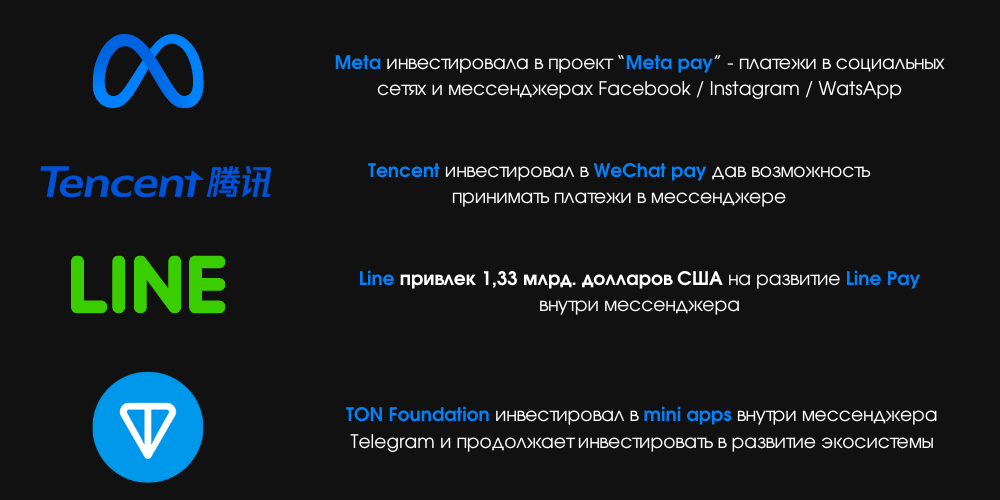 Meta инвестировала в проект “Meta pay” - платежи в социальных
сетях и мессенджерах Facebook / Instagram / WatsApp
Tencent 腾讯
Tencent инвестировал в WeChat pay дав возможность
принимать платежи в мессенджере
LINE
Line привлек 1,33 млрд. долларов США на развитие Line Pay
внутри мессенджера
TON Foundation инвестировал в mini apps внутри мессенджера
Telegram и продолжает инвестировать в развитие экосистемы